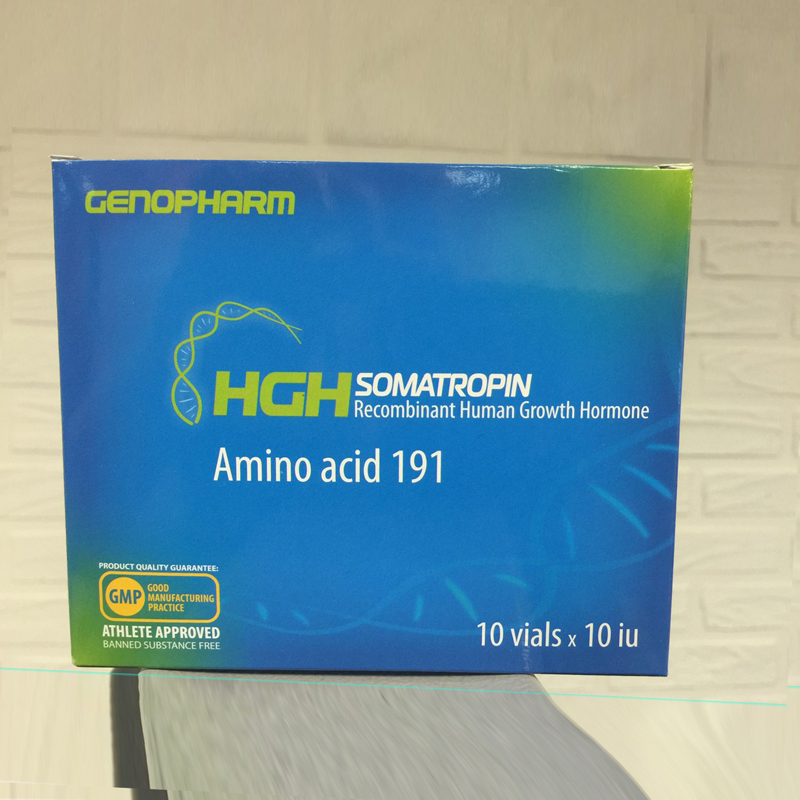 GENOPHARM
HGH SOMATROPIN
Recombinant Human Growth Hormone
Amino acid 191
PRODUCT QUALITY GUARANTEE:
GMP
GOOD
MANUFACTURING
PRACTICE
ATHLETE APPROVED
BANNED SUBSTANCE FREE
10 vials x 10 iu